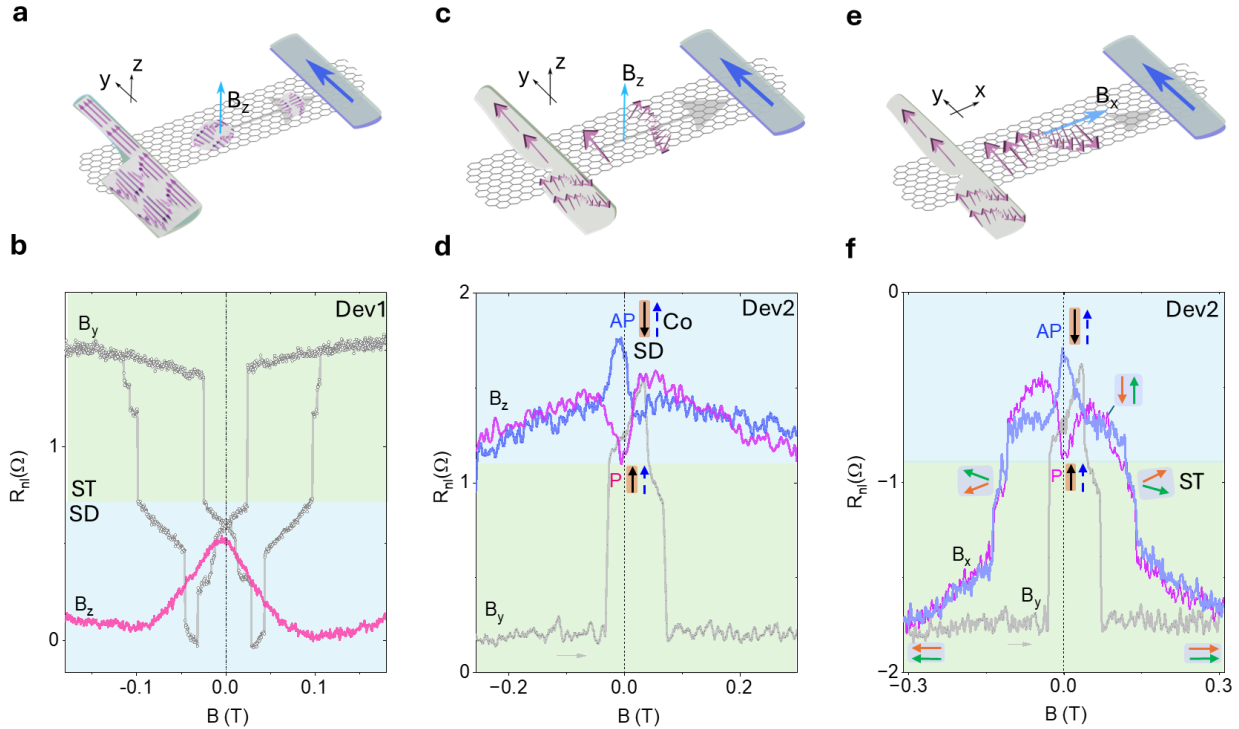 a
y
z
B_z
c
y
z
B_z
e
y
x
B_x
b
Dev1
B_y
ST
SD
B_z
1
0
R_nl(Ω)
-0.1
0.0
0.1
B (T)
d
Dev2
AP
Co
SD
B_z
P
B_y
2
1
0
R_nl(Ω)
−0.2
0.0
0.2
B (T)
f
Dev2
AP
P
ST
B_x
B_y
0
−1
−2
R_nl(Ω)
−0.3
0.0
0.3
B (T)